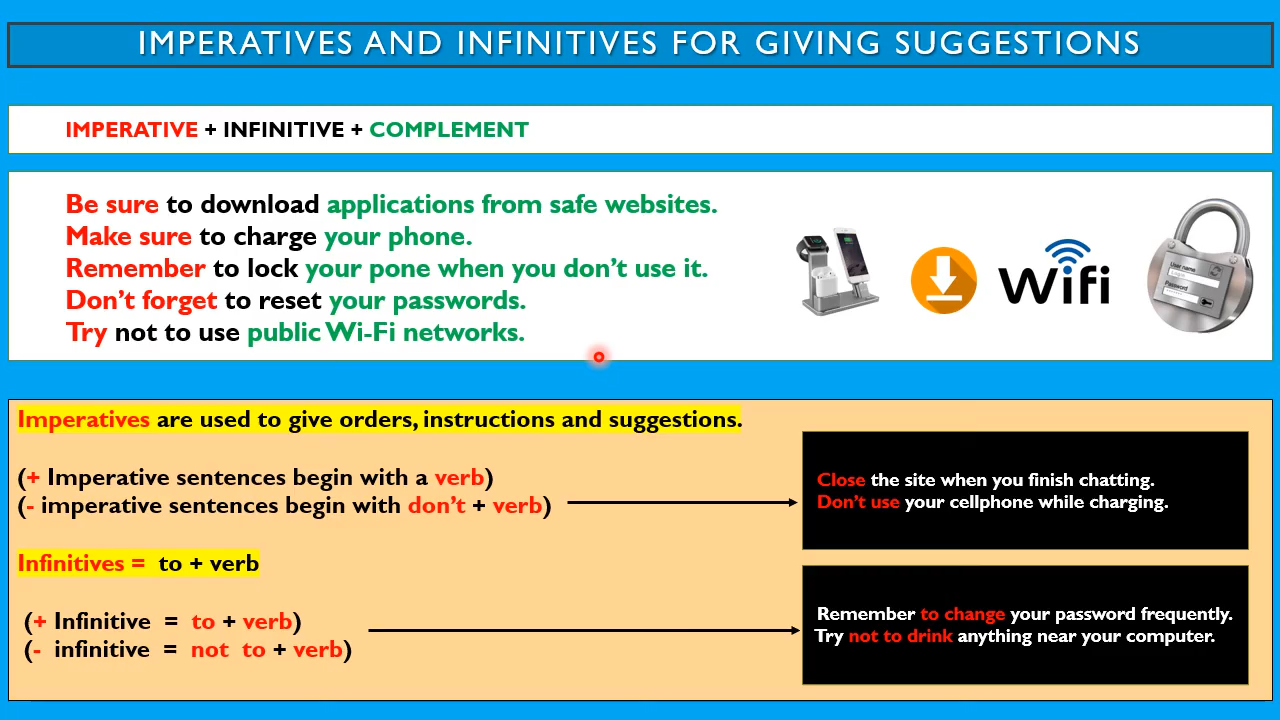 IMPERATIVES AND INFINITIVES FOR GIVING SUGGESTIONS
IMPERATIVE + INFINITIVE + COMPLEMENT
Be sure to download applications from safe websites.
Make sure to charge your phone.
Remember to lock your pone when you don't use it.
Don't forget to reset your passwords.
Try not to use public Wi-Fi networks.
Wifi
User name
Password
Imperatives are used to give orders, instructions and suggestions.
(+ Imperative sentences begin with a verb)
(- imperative sentences begin with don't + verb)
Close the site when you finish chatting.
Don't use your cellphone while charging.
Infinitives = to + verb
(+ Infinitive = to + verb)
(- infinitive = not to + verb)
Remember to change your password frequently.
Try not to drink anything near your computer.